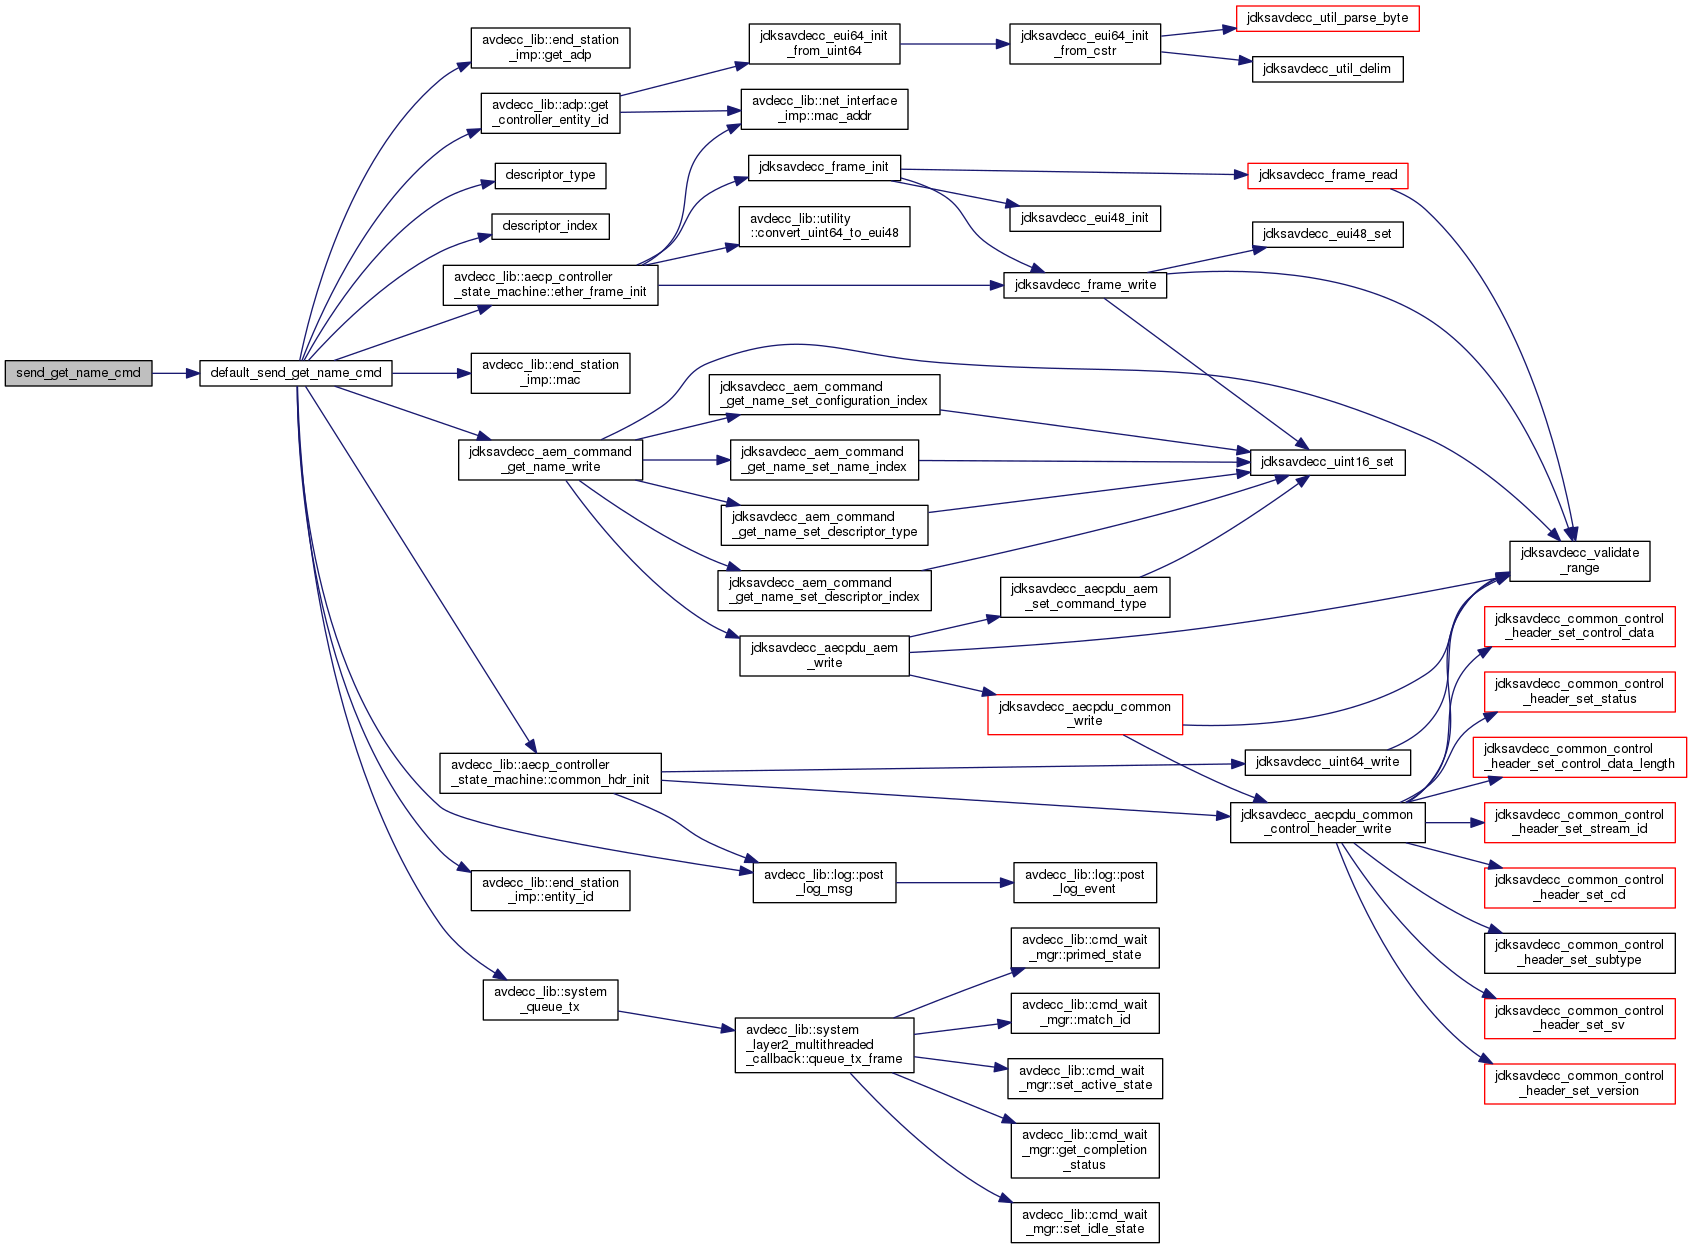 send_get_name_cmd
default_send_get_name_cmd
avdecc_lib::end_station
_imp::get_adp
avdecc_lib::adp::get
_controller_entity_id
descriptor_type
descriptor_index
avdecc_lib::aecp_controller
_state_machine::ether_frame_init
avdecc_lib::end_station
_imp::mac
jdksavdecc_aem_command
_get_name_write
avdecc_lib::aecp_controller
_state_machine::common_hdr_init
avdecc_lib::end_station
_imp::entity_id
avdecc_lib::system
_queue_tx
jdksavdecc_eui64_init
_from_uint64
avdecc_lib::net_interface
_imp::mac_addr
jdksavdecc_frame_init
avdecc_lib::utility
::convert_uint64_to_eui48
jdksavdecc_aem_command
_get_name_set_configuration_index
jdksavdecc_aem_command
_get_name_set_name_index
jdksavdecc_aem_command
_get_name_set_descriptor_type
jdksavdecc_aem_command
_get_name_set_descriptor_index
jdksavdecc_aecpdu_aem
_write
avdecc_lib::log::post
_log_msg
avdecc_lib::system
_layer2_multithreaded
_callback::queue_tx_frame
jdksavdecc_eui64_init
_from_cstr
jdksavdecc_eui48_init
jdksavdecc_frame_write
jdksavdecc_aecpdu_aem
_set_command_type
jdksavdecc_aecpdu_common
_write
avdecc_lib::log::post
_log_event
avdecc_lib::cmd_wait
_mgr::primed_state
avdecc_lib::cmd_wait
_mgr::match_id
avdecc_lib::cmd_wait
_mgr::set_active_state
avdecc_lib::cmd_wait
_mgr::get_completion
_status
avdecc_lib::cmd_wait
_mgr::set_idle_state
jdksavdecc_util_parse_byte
jdksavdecc_util_delim
jdksavdecc_frame_read
jdksavdecc_eui48_set
jdksavdecc_uint16_set
jdksavdecc_uint64_write
jdksavdecc_aecpdu_common
_control_header_write
jdksavdecc_validate
_range
jdksavdecc_common_control
_header_set_control_data
jdksavdecc_common_control
_header_set_status
jdksavdecc_common_control
_header_set_control_data_length
jdksavdecc_common_control
_header_set_stream_id
jdksavdecc_common_control
_header_set_cd
jdksavdecc_common_control
_header_set_subtype
jdksavdecc_common_control
_header_set_sv
jdksavdecc_common_control
_header_set_version